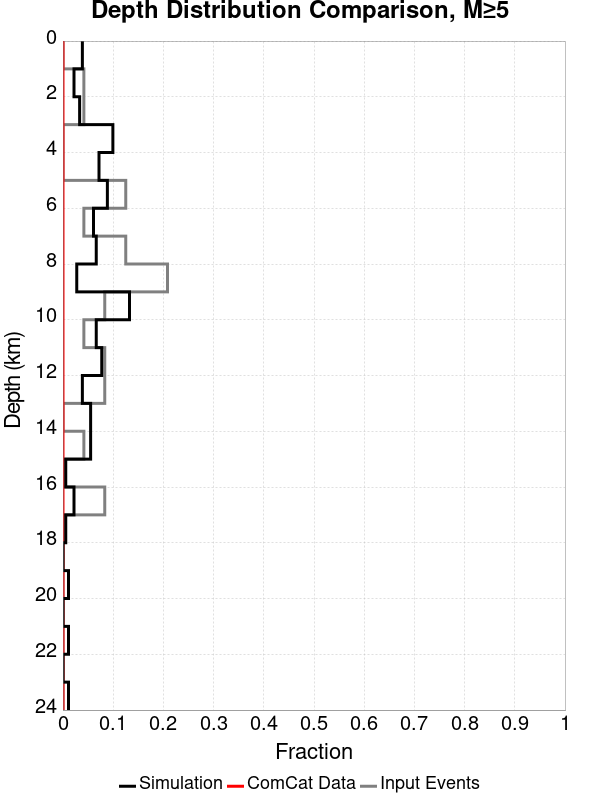 Depth Distribution Comparison, M≥5
0
2
4
6
8
10
12
14
16
18
20
22
24
Depth (km)
0 0.1 0.2 0.3 0.4 0.5 0.6 0.7 0.8 0.9 1
Fraction
Simulation ComCat Data Input Events